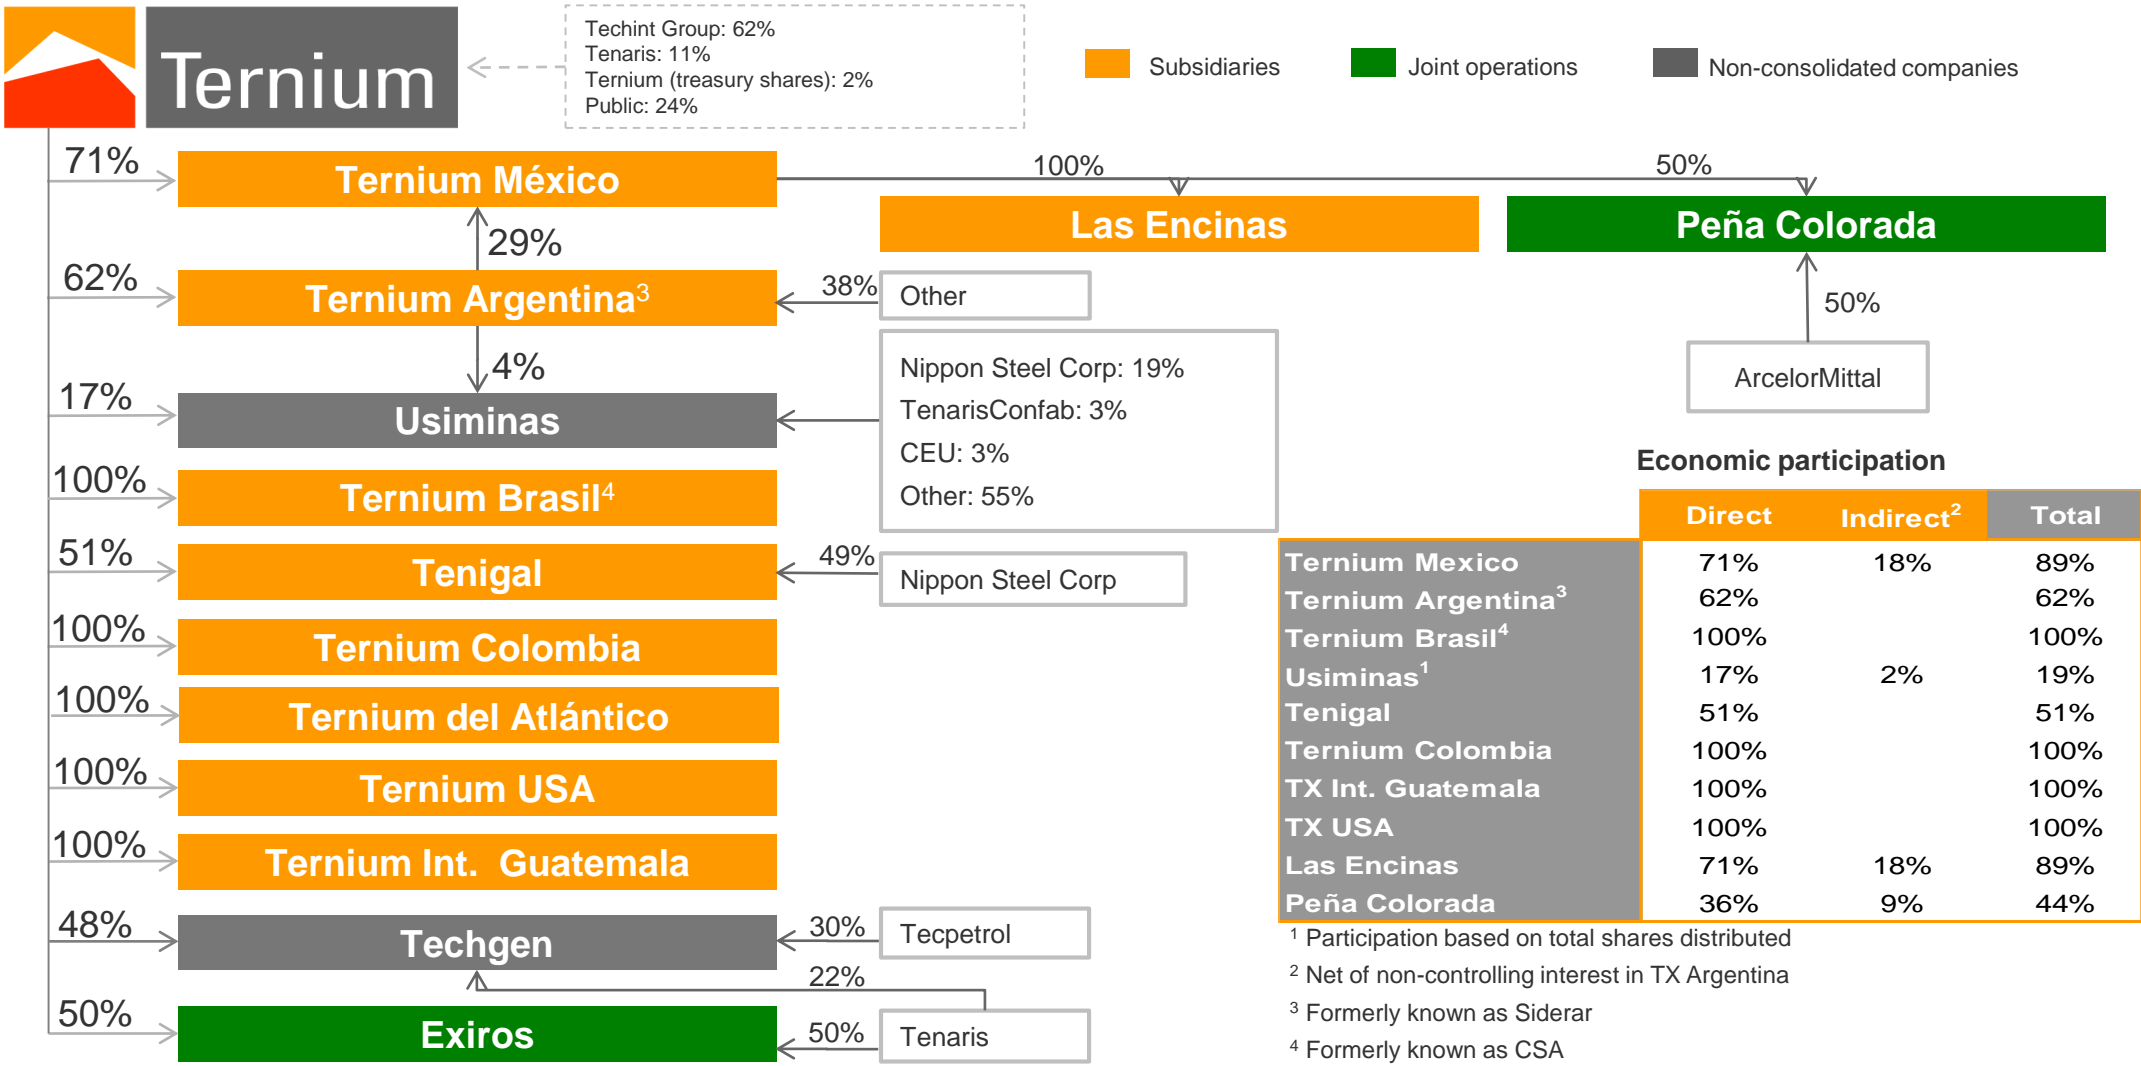 Ternium
Techint Group: 62%
Tenaris: 11%
Ternium (treasury shares): 2%
Public: 24%
Subsidiaries
Joint operations
Non-consolidated companies
71%
Ternium México
100%
50%
Las Encinas
Peña Colorada
29%
62%
Ternium Argentina³
38%
Other
50%
ArcelorMittal
4%
17%
Usiminas
Nippon Steel Corp: 19%
TenarisConfab: 3%
CEU: 3%
Other: 55%
100%
Ternium Brasil⁴
51%
Tenigal
49%
Nippon Steel Corp
100%
Ternium Colombia
100%
Ternium del Atlántico
100%
Ternium USA
100%
Ternium Int. Guatemala
48%
Techgen
30%
Tecpetrol
22%
50%
Exiros
50%
Tenaris
Economic participation
Direct Indirect² Total
Ternium Mexico 71% 18% 89%
Ternium Argentina³ 62% 62%
Ternium Brasil⁴ 100% 100%
Usiminas¹ 17% 2% 19%
Tenigal 51% 51%
Ternium Colombia 100% 100%
TX Int. Guatemala 100% 100%
TX USA 100% 100%
Las Encinas 71% 18% 89%
Peña Colorada 36% 9% 44%
¹ Participation based on total shares distributed
² Net of non-controlling interest in TX Argentina
³ Formerly known as Siderar
⁴ Formerly known as CSA